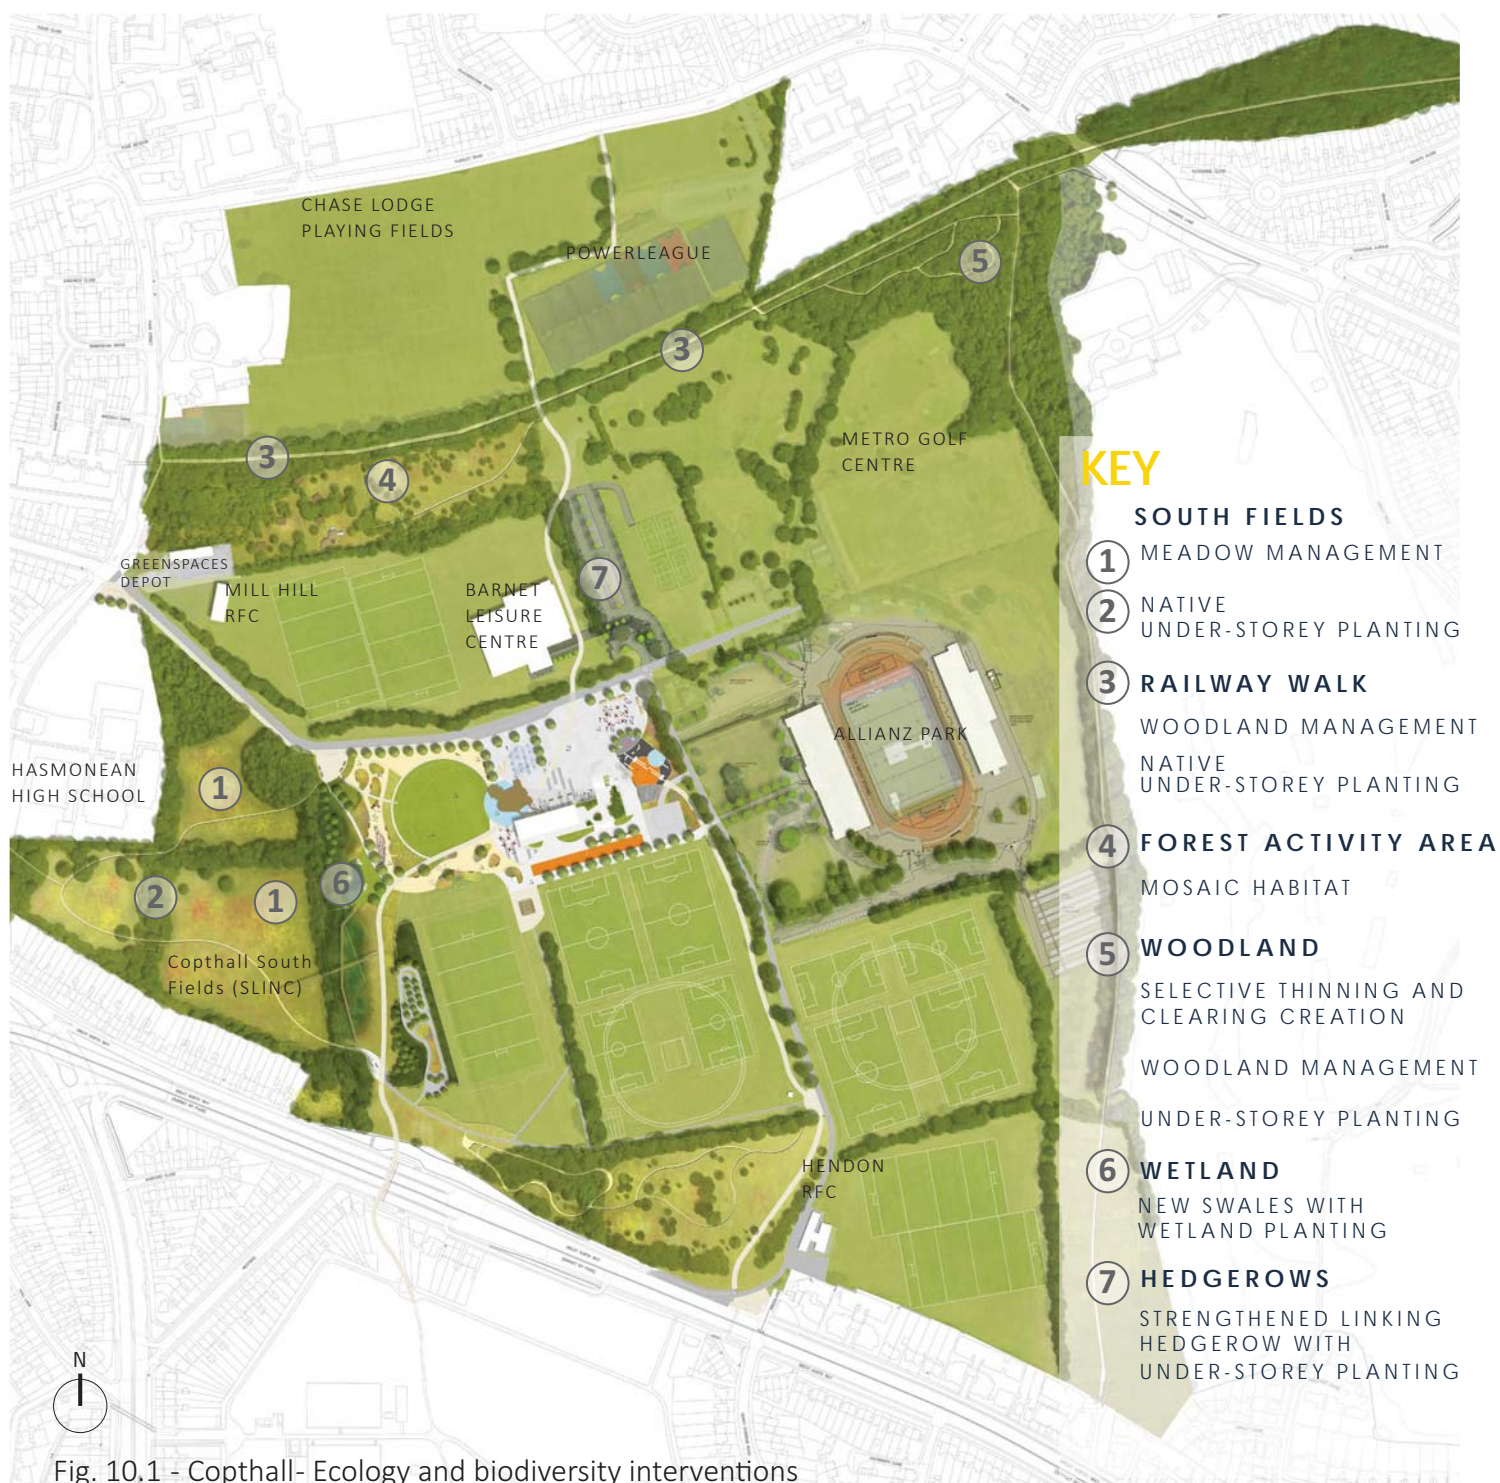 CHASE LODGE
PLAYING FIELDS
POWERLEAGUE
5
3
3
4
METRO GOLF
CENTRE
GREENSPACES
DEPOT
MILL HILL
RFC
BARNET
LEISURE
CENTRE
7
ALLIANZ PARK
HASMONEAN
HIGH SCHOOL
1
2
1
6
Copthall South
Fields (SLINC)
HENDON
RFC
KEY
SOUTH FIELDS
1 MEADOW MANAGEMENT
2 NATIVE
UNDER-STOREY PLANTING
3 RAILWAY WALK
WOODLAND MANAGEMENT
NATIVE
UNDER-STOREY PLANTING
4 FOREST ACTIVITY AREA
MOSAIC HABITAT
5 WOODLAND
SELECTIVE THINNING AND
CLEARING CREATION
WOODLAND MANAGEMENT
UNDER-STOREY PLANTING
6 WETLAND
NEW SWALES WITH
WETLAND PLANTING
7 HEDGEROWS
STRENGTHENED LINKING
HEDGEROW WITH
UNDER-STOREY PLANTING
N
Fig. 10.1 - Copthall- Ecology and biodiversity interventions